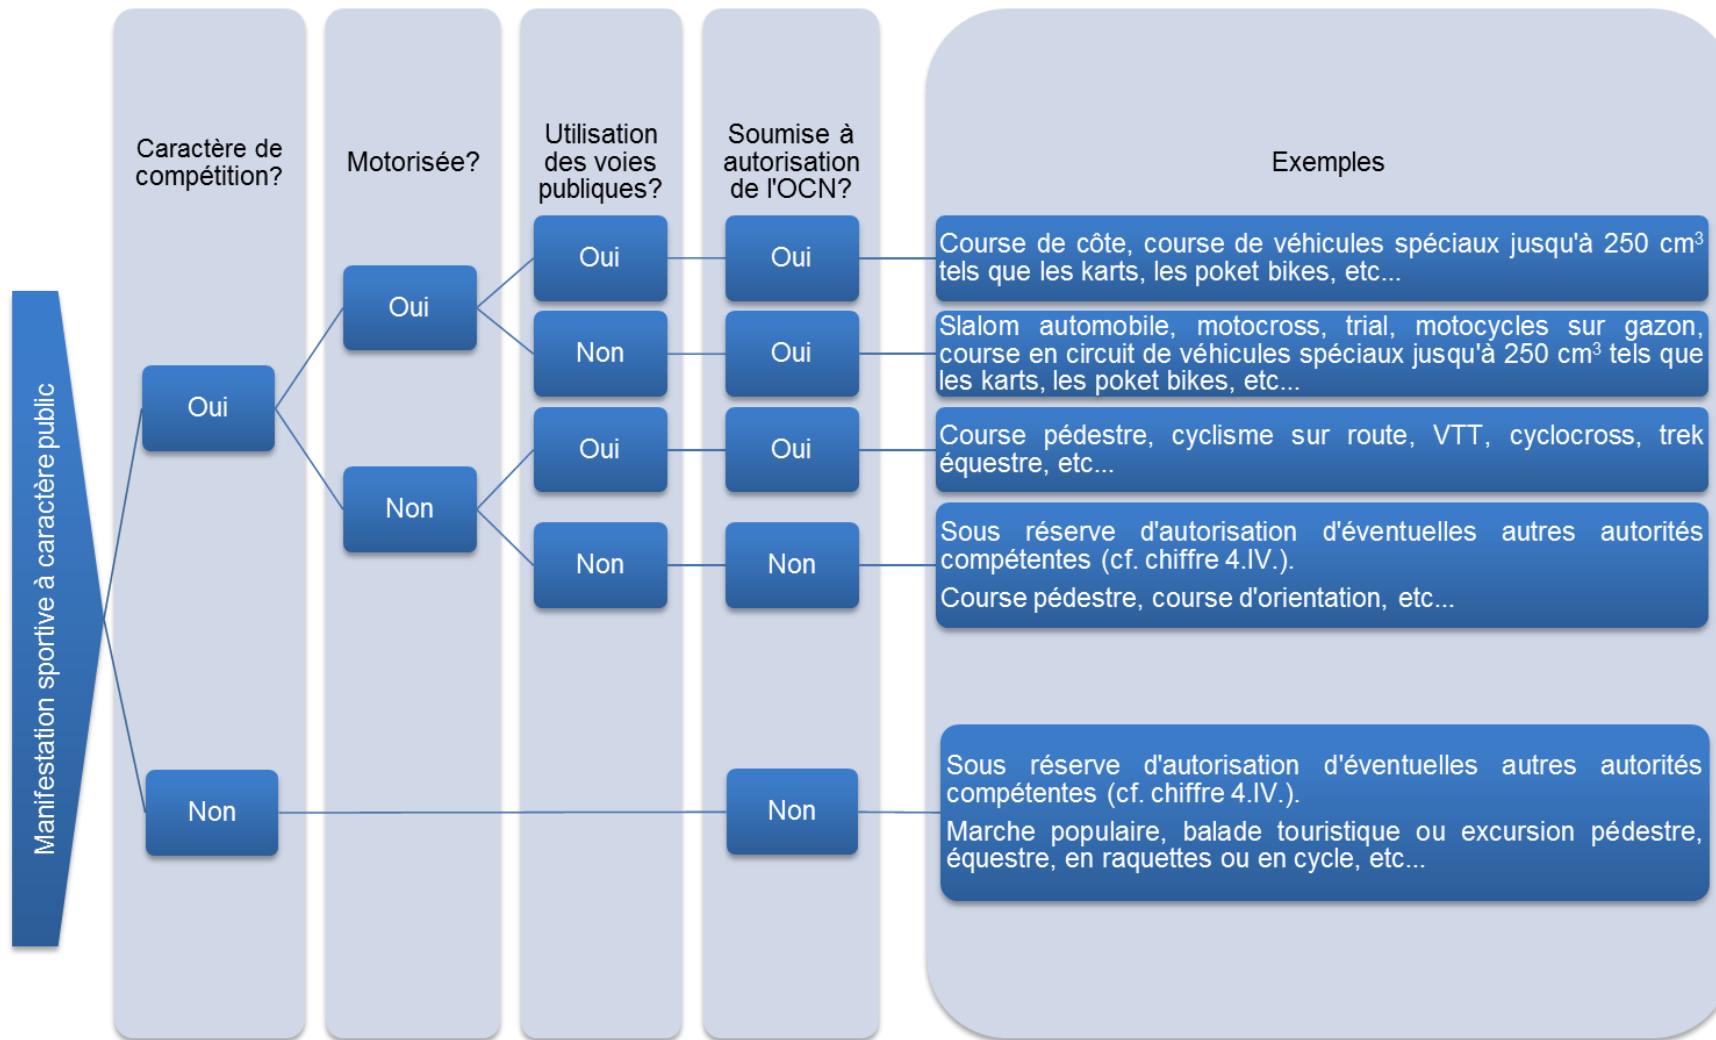 Manifestation sportive à caractère public
Caractère de
compétition?
Motorisée?
Utilisation
des voies
publiques?
Soumise à
autorisation
de l'OCN?
Exemples
Oui
Oui
Oui
Oui
Course de côte, course de véhicules spéciaux jusqu'à 250 cm³
tels que les karts, les poket bikes, etc...
Non
Oui
Slalom automobile, motocross, trial, motocycles sur gazon,
course en circuit de véhicules spéciaux jusqu'à 250 cm³ tels que
les karts, les poket bikes, etc...
Non
Oui
Oui
Course pédestre, cyclisme sur route, VTT, cyclocross, trek
équestre, etc...
Non
Non
Sous réserve d'autorisation d'éventuelles autres autorités
compétentes (cf. chiffre 4.IV.).
Course pédestre, course d'orientation, etc...
Non
Non
Sous réserve d'autorisation d'éventuelles autres autorités
compétentes (cf. chiffre 4.IV.).
Marche populaire, balade touristique ou excursion pédestre,
équestre, en raquettes ou en cycle, etc...